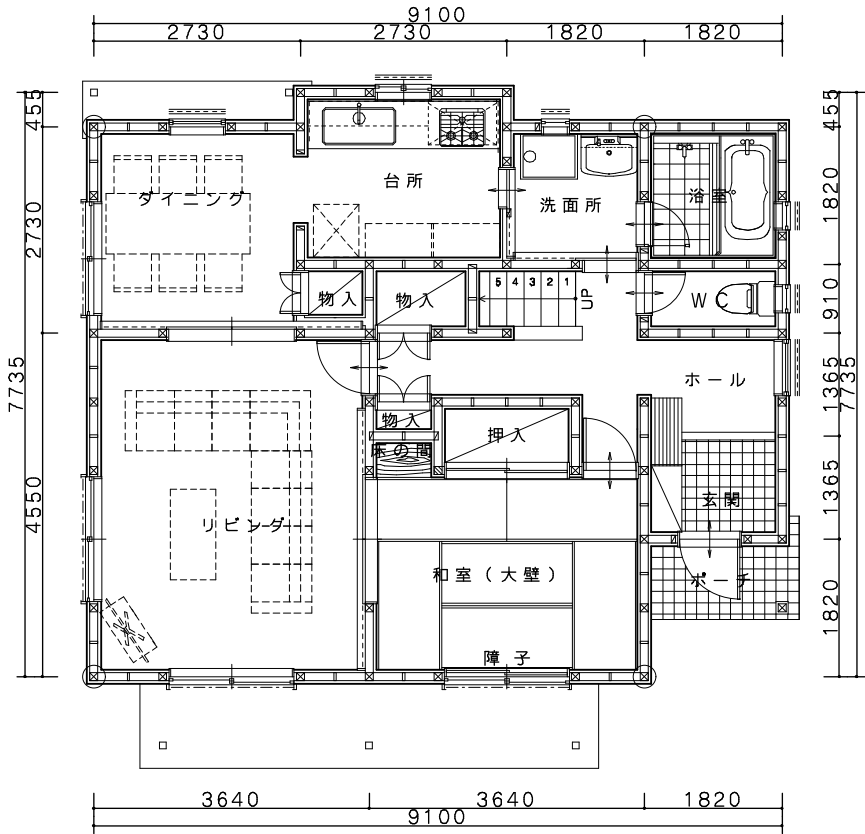 9100
2730 2730 1820 1820
455
2730
4550
7735
455
1820
910
1365
1365
1820
7735
台所
ダイニング
洗面所
浴室
物入
物入
5 4 3 2 1
UP
WC
ホール
物入
押入
床の間
リビング
玄関
和室(大壁)
ポーチ
障子
3640 3640 1820
9100